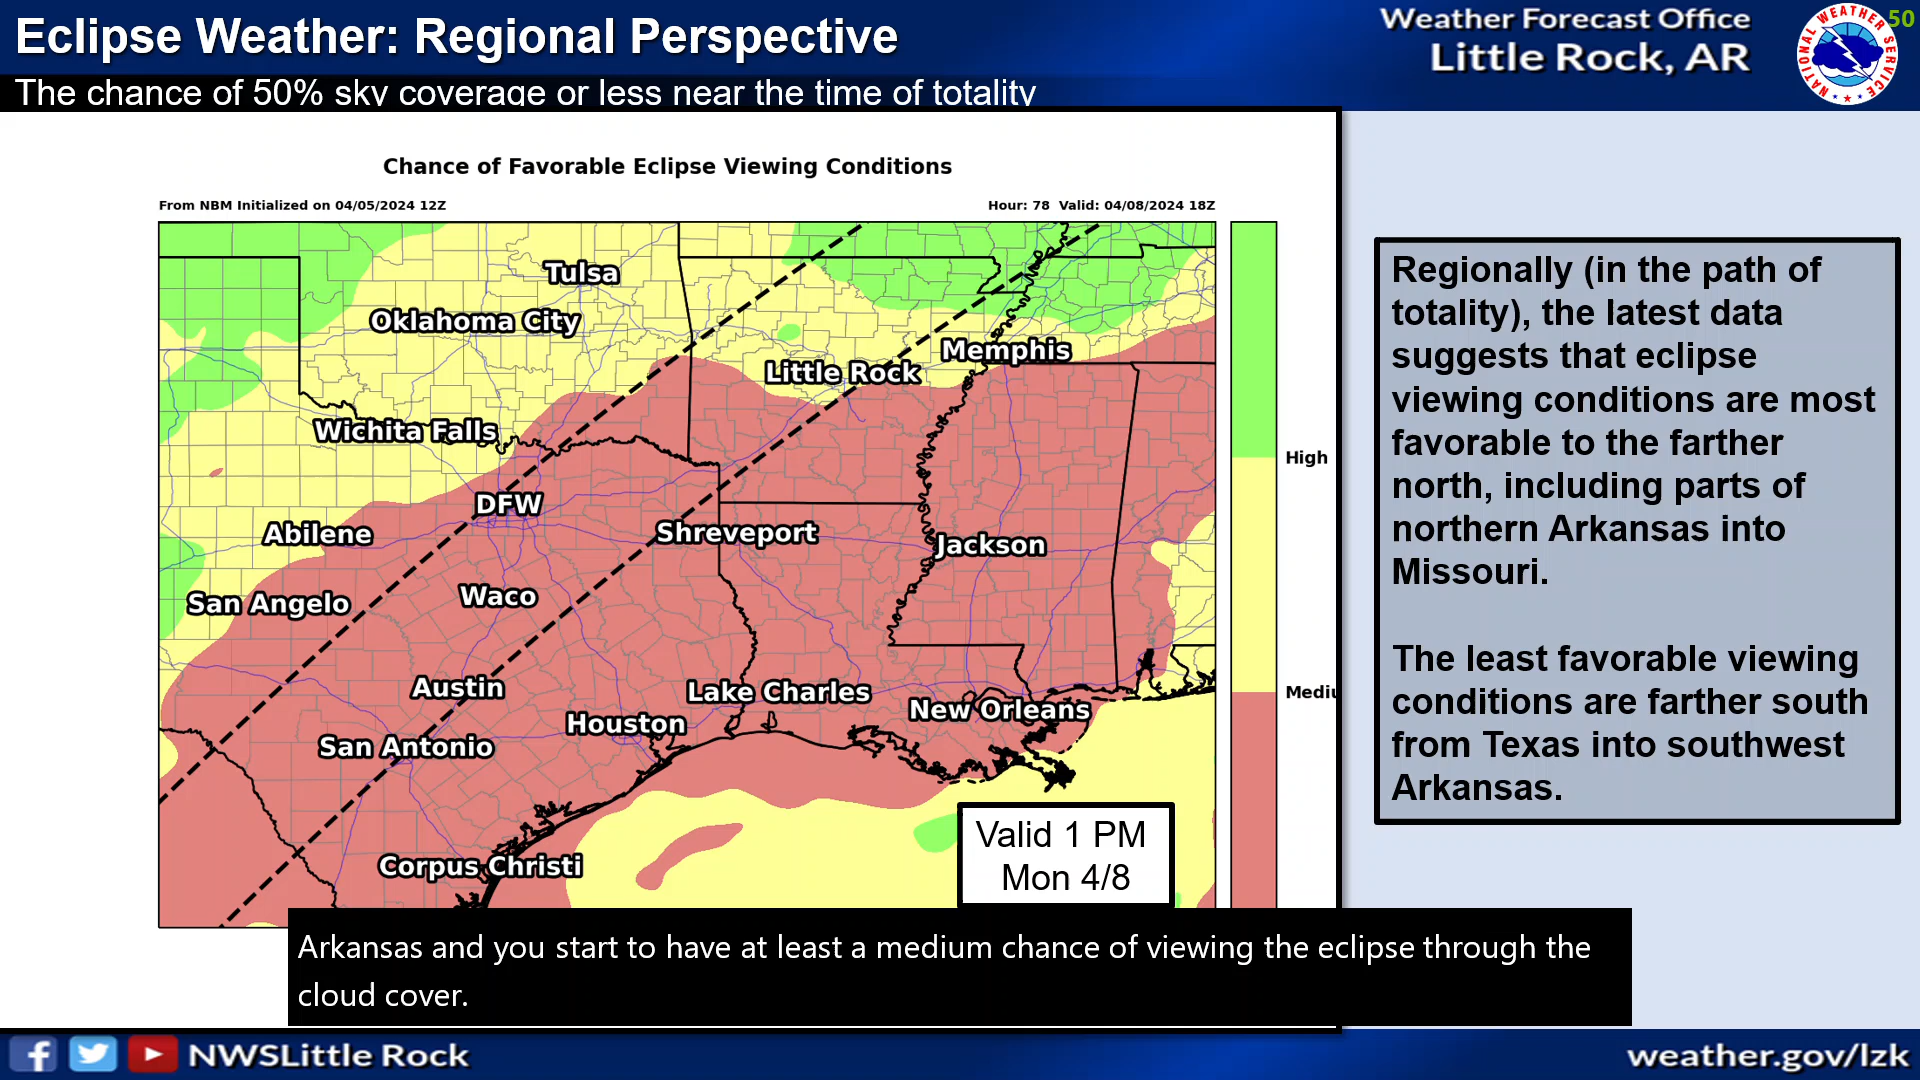 Eclipse Weather: Regional Perspective
The chance of 50% sky coverage or less near the time of totality
Weather Forecast Office
Little Rock, AR
NATIONAL WEATHER SERVICE
50
Chance of Favorable Eclipse Viewing Conditions
From NBM Initialized on 04/05/2024 12Z
Hour: 78 Valid: 04/08/2024 18Z
Tulsa
Oklahoma City
Memphis
Little Rock
Wichita Falls
High
DFW
Abilene
Shreveport
Jackson
San Angelo
Waco
Austin
Lake Charles
Mediu
New Orleans
Houston
San Antonio
Corpus Christi
Valid 1 PM
Mon 4/8
Regionally (in the path of
totality), the latest data
suggests that eclipse
viewing conditions are most
favorable to the farther
north, including parts of
northern Arkansas into
Missouri.
The least favorable viewing
conditions are farther south
from Texas into southwest
Arkansas.
Arkansas and you start to have at least a medium chance of viewing the eclipse through the
cloud cover.
NWSLittle Rock
weather.gov/lzk